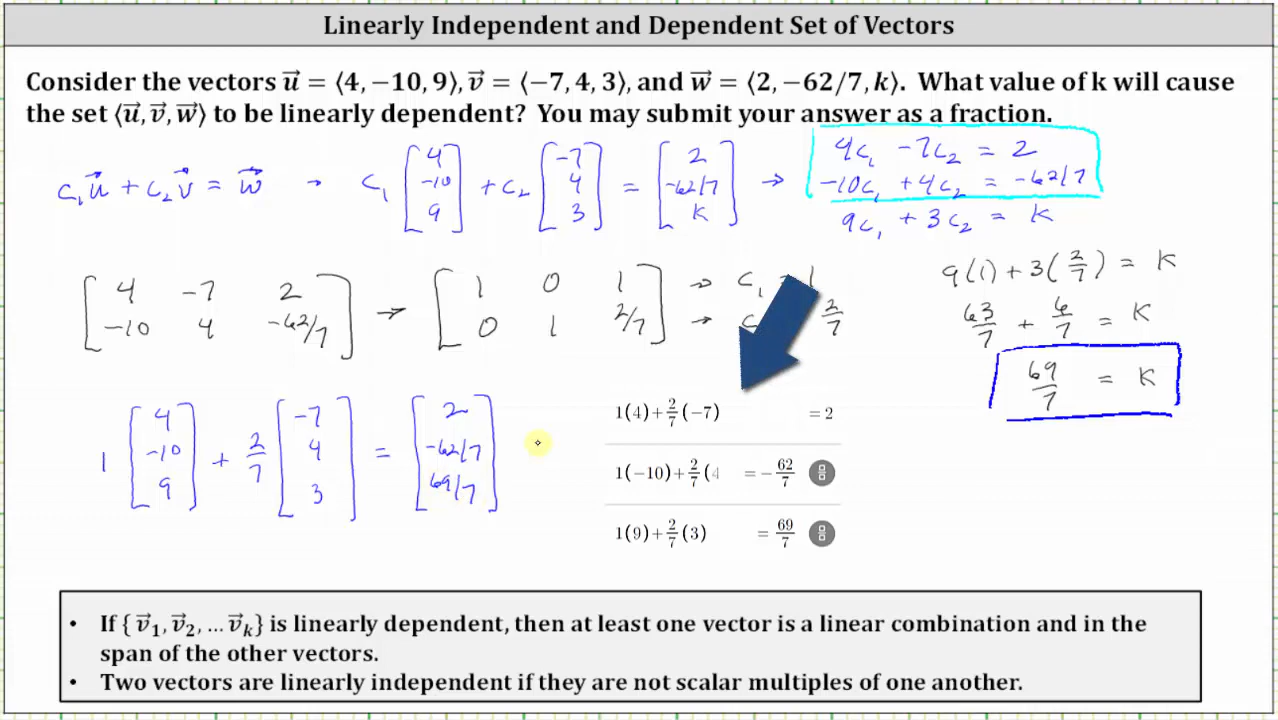 Linearly Independent and Dependent Set of Vectors
Consider the vectors u⃗ = ⟨4, −10, 9⟩, v⃗ = ⟨−7, 4, 3⟩, and w⃗ = ⟨2, −62/7, k⟩. What value of k will cause
the set ⟨u⃗, v⃗, w⃗⟩ to be linearly dependent? You may submit your answer as a fraction.
c₁u⃗ + c₂v⃗ = w⃗ → c₁ [4 −10 9] + c₂ [−7 4 3] = [2 −62/7 k] →
4c₁ − 7c₂ = 2
−10c₁ + 4c₂ = −62/7
9c₁ + 3c₂ = k
[4 −7 2
−10 4 −62/7] →
[1 0 1
0 1 2/7]
→ c₁ 1
→ c 2/7
9(1) + 3(2/7) = k
63/7 + 6/7 = k
69/7 = k
1 [4 −10 9] + 2/7 [−7 4 3] = [2 −62/7 69/7]
1(4)+2/7(−7) = 2
1(−10)+2/7(4 = −62/7
1(9)+2/7(3) = 69/7
• If {v⃗₁, v⃗₂, … v⃗ₖ} is linearly dependent, then at least one vector is a linear combination and in the
span of the other vectors.
• Two vectors are linearly independent if they are not scalar multiples of one another.